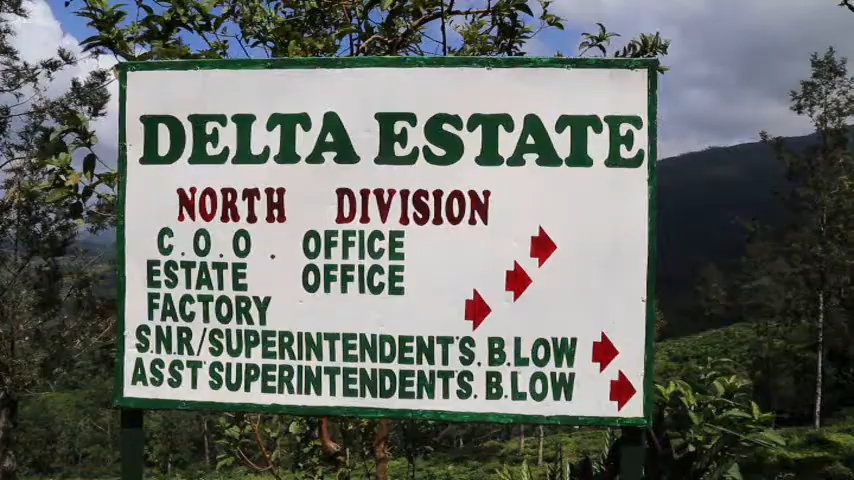 DELTA ESTATE
NORTH DIVISION
C.O.O. OFFICE
ESTATE OFFICE
FACTORY
S.N.R/SUPERINTENDENT'S.B.LOW
ASST SUPERINTENDENT'S.B.LOW